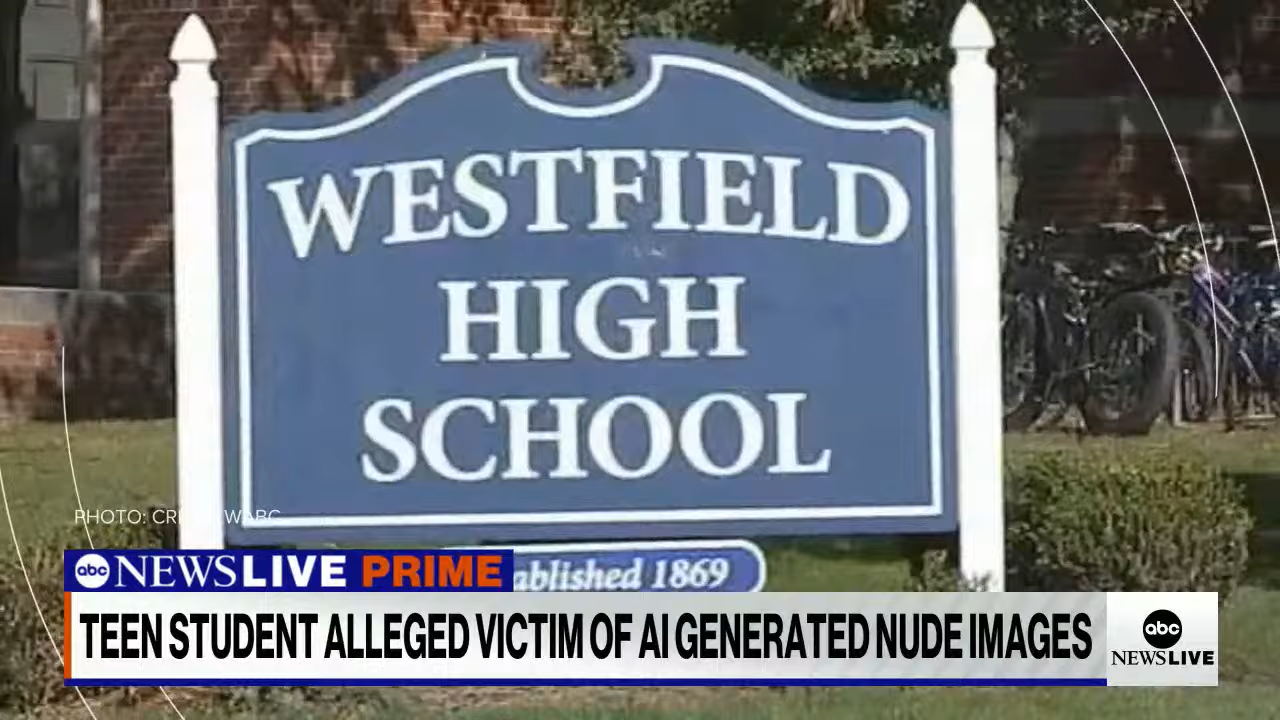 WESTFIELD
HIGH
SCHOOL
PHOTO: WABC
abc NEWS LIVE PRIME
1869
TEEN STUDENT ALLEGED VICTIM OF AI GENERATED NUDE IMAGES
abc
NEWS LIVE